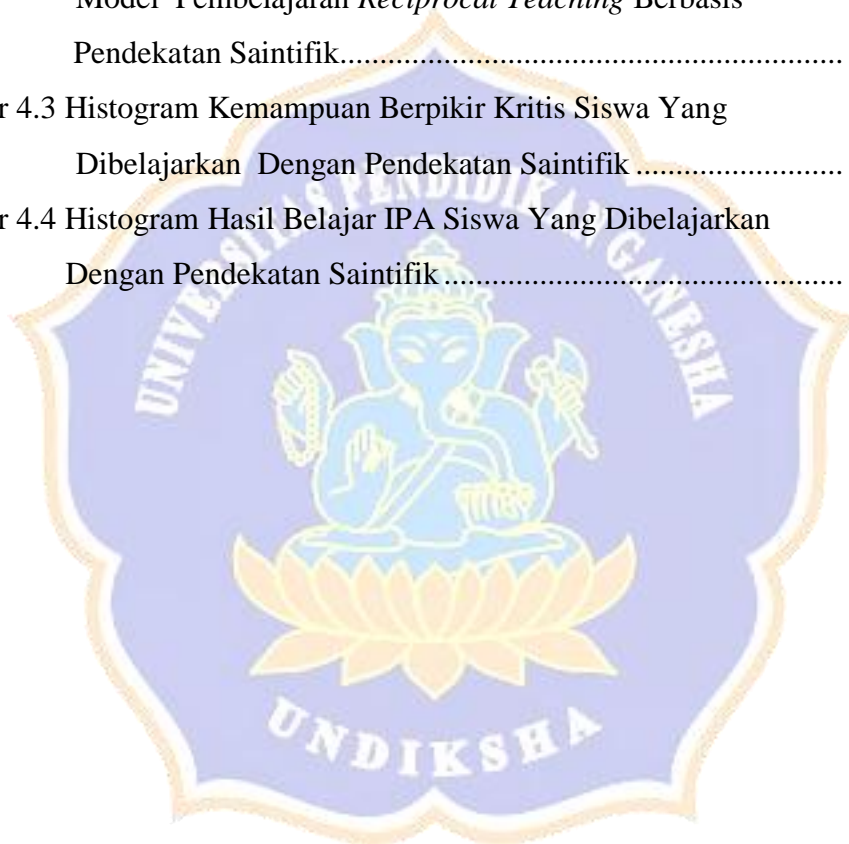 Model Pembelajaran Reciprocal Teaching Berbasis
Pendekatan Saintifik...............................................................
r 4.3 Histogram Kemampuan Berpikir Kritis Siswa Yang
Dibelajarkan Dengan Pendekatan Saintifik ..........................
r 4.4 Histogram Hasil Belajar IPA Siswa Yang Dibelajarkan
Dengan Pendekatan Saintifik ..................................................
UNIVERSITAS PENDIDIKAN GANESHA
UNDIKSHA